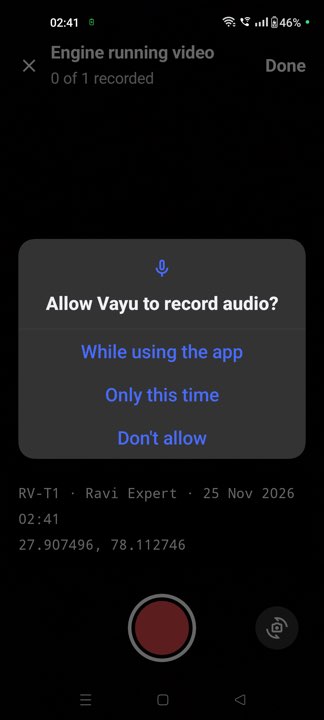 02:41
46%
Engine running video
0 of 1 recorded
Done
Allow Vayu to record audio?
While using the app
Only this time
Don't allow
RV-T1 · Ravi Expert · 25 Nov 2026
02:41
27.907496, 78.112746